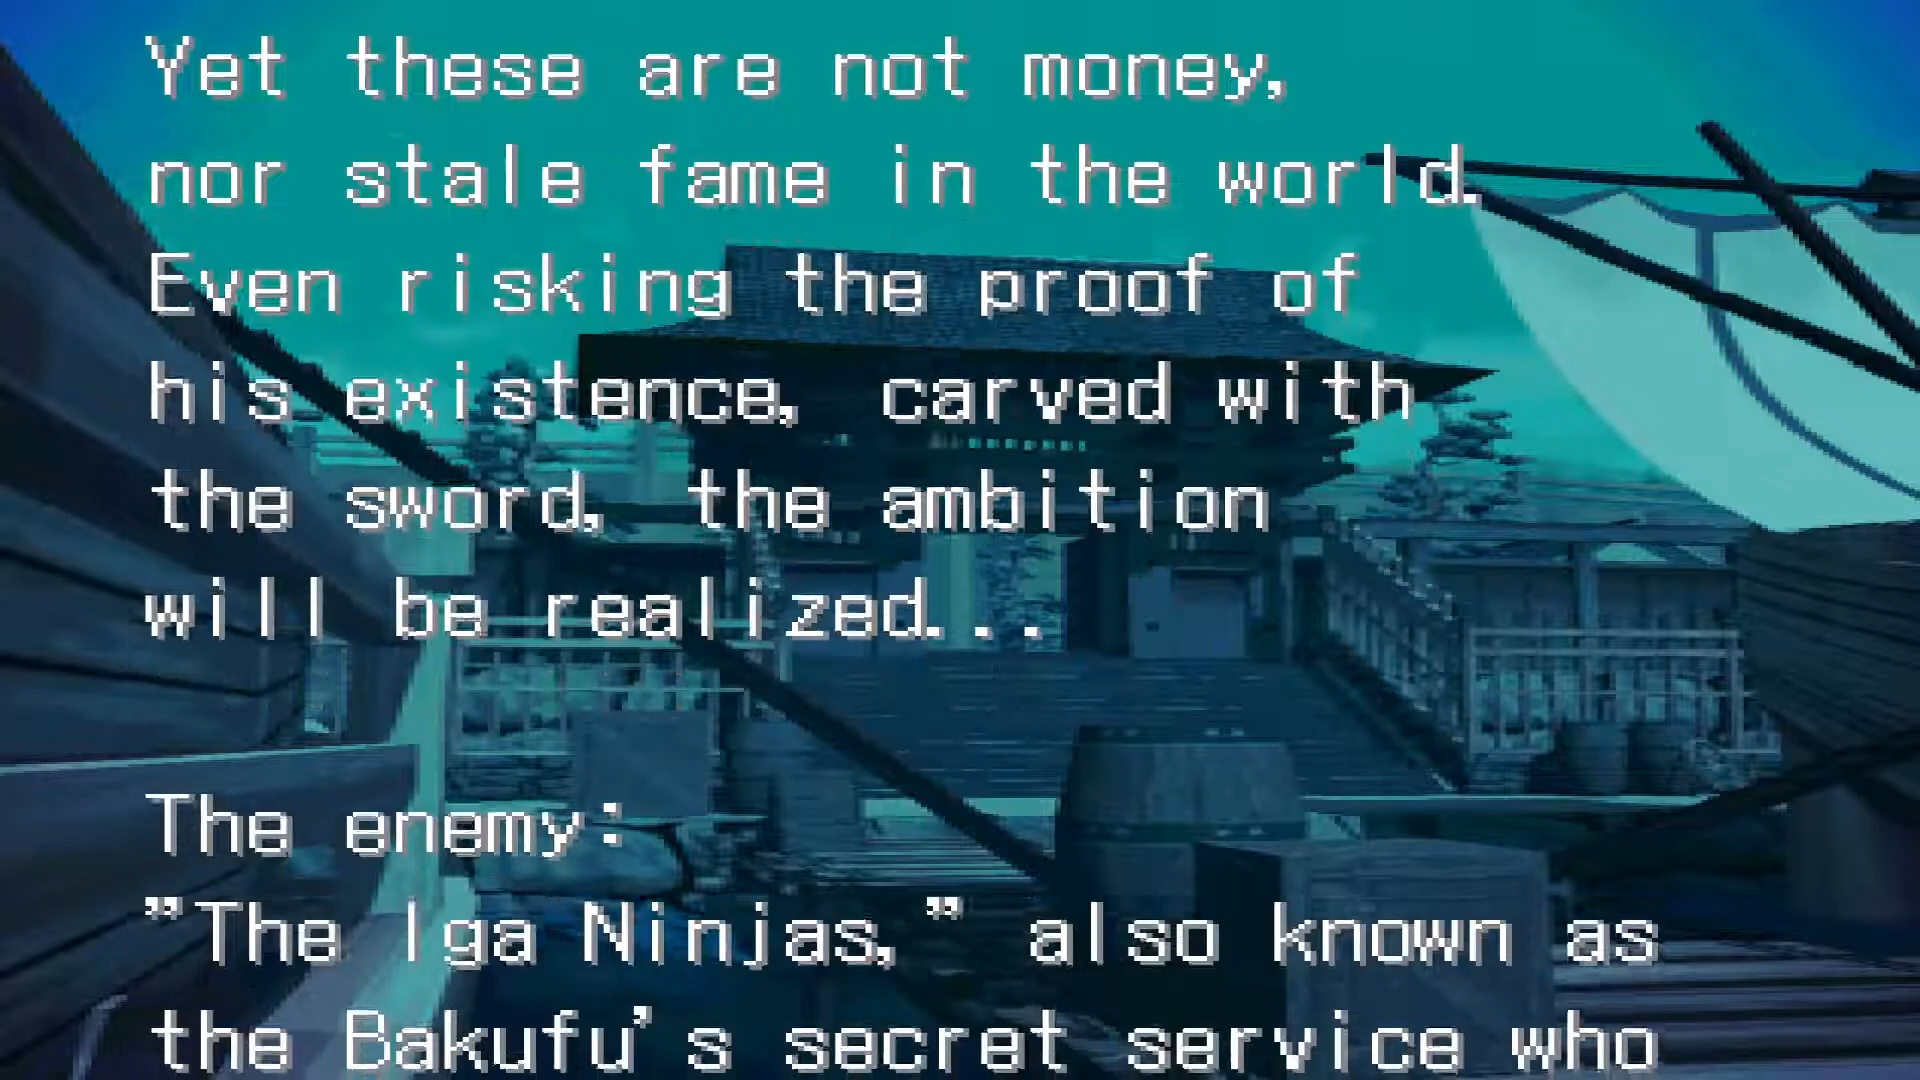 Yet these are not money,
nor stale fame in the world.
Even risking the proof of
his existence, carved with
the sword, the ambition
will be realized...
The enemy:
"The Iga Ninjas," also known as
the Bakufu's secret service who